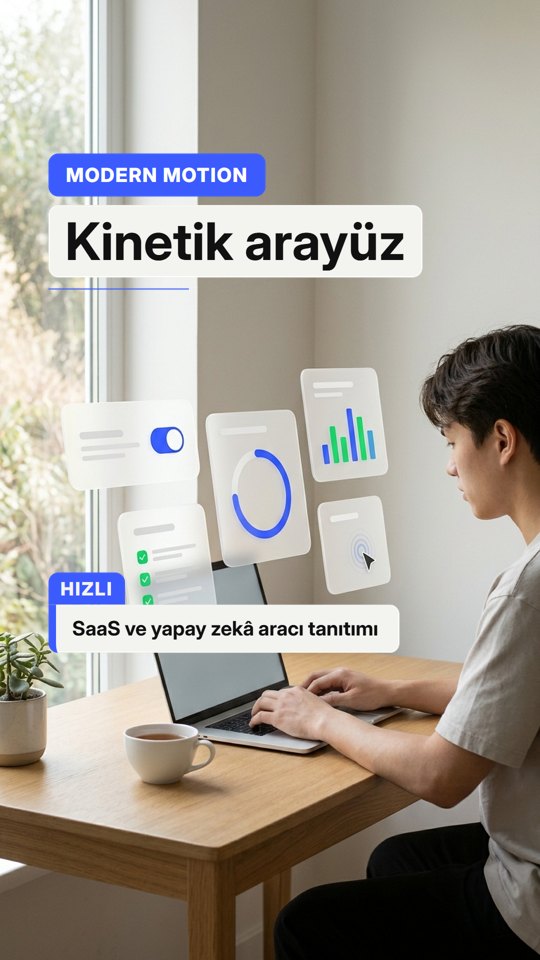 MODERN MOTION
Kinetik arayüz
HIZLI
SaaS ve yapay zekâ aracı tanıtımı